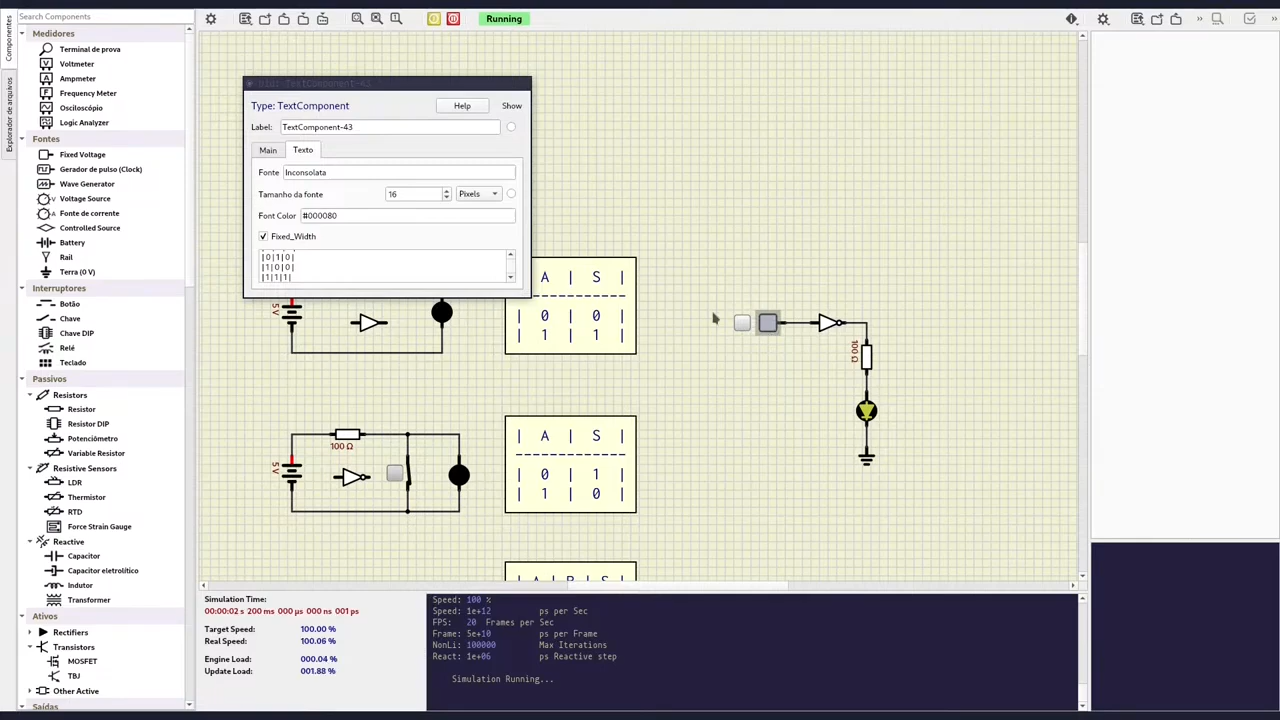 Componentes
Explorador de arquivos
Search Components
Medidores
Terminal de prova
Voltmeter
Ampmeter
Frequency Meter
Osciloscópio
Logic Analyzer
Fontes
Fixed Voltage
Gerador de pulso (Clock)
Wave Generator
Voltage Source
Fonte de corrente
Controlled Source
Battery
Rail
Terra (0 V)
Interruptores
Botão
Chave
Chave DIP
Relé
Teclado
Passivos
Resistors
Resistor
Resistor DIP
Potenciômetro
Variable Resistor
Resistive Sensors
LDR
Thermistor
RTD
Force Strain Gauge
Reactive
Capacitor
Capacitor eletrolítico
Indutor
Transformer
Ativos
Rectifiers
Transistors
MOSFET
TBJ
Other Active
Saídas
Running
Type: TextComponent
Help
Show
Label: TextComponent-43
Main
Texto
Fonte Inconsolata
Tamanho da fonte 16 Pixels
Font Color #000080
Fixed_Width
|0|1|0|
|1|0|0|
|1|1|1|
5 V
A | S |
--------
| 0 | 0 |
| 1 | 1 |
100 Ω
100 Ω
5 V
| A | S |
-----------
| 0 | 1 |
| 1 | 0 |
| A | B | S |
Simulation Time:
00:00:02 s 200 ms 000 µs 000 ns 001 ps
Target Speed: 100.00 %
Real Speed: 100.06 %
Engine Load: 000.04 %
Update Load: 001.88 %
Speed: 100 %
Speed: 1e+12 ps per Sec
FPS: 20 Frames per Sec
Frame: 5e+10 ps per Frame
NonLi: 100000 Max Iterations
React: 1e+06 ps Reactive step
Simulation Running...